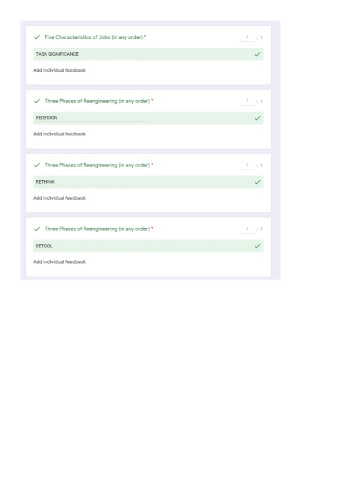 Five Characteristics of Jobs (in any order) *
1 / 1
TASK SIGNIFICANCE
Add individual feedback
Three Phases of Reengineering (in any order) *
1 / 1
REDESIGN
Add individual feedback
Three Phases of Reengineering (in any order) *
1 / 1
RETHINK
Add individual feedback
Three Phases of Reengineering (in any order) *
1 / 1
RETOOL
Add individual feedback